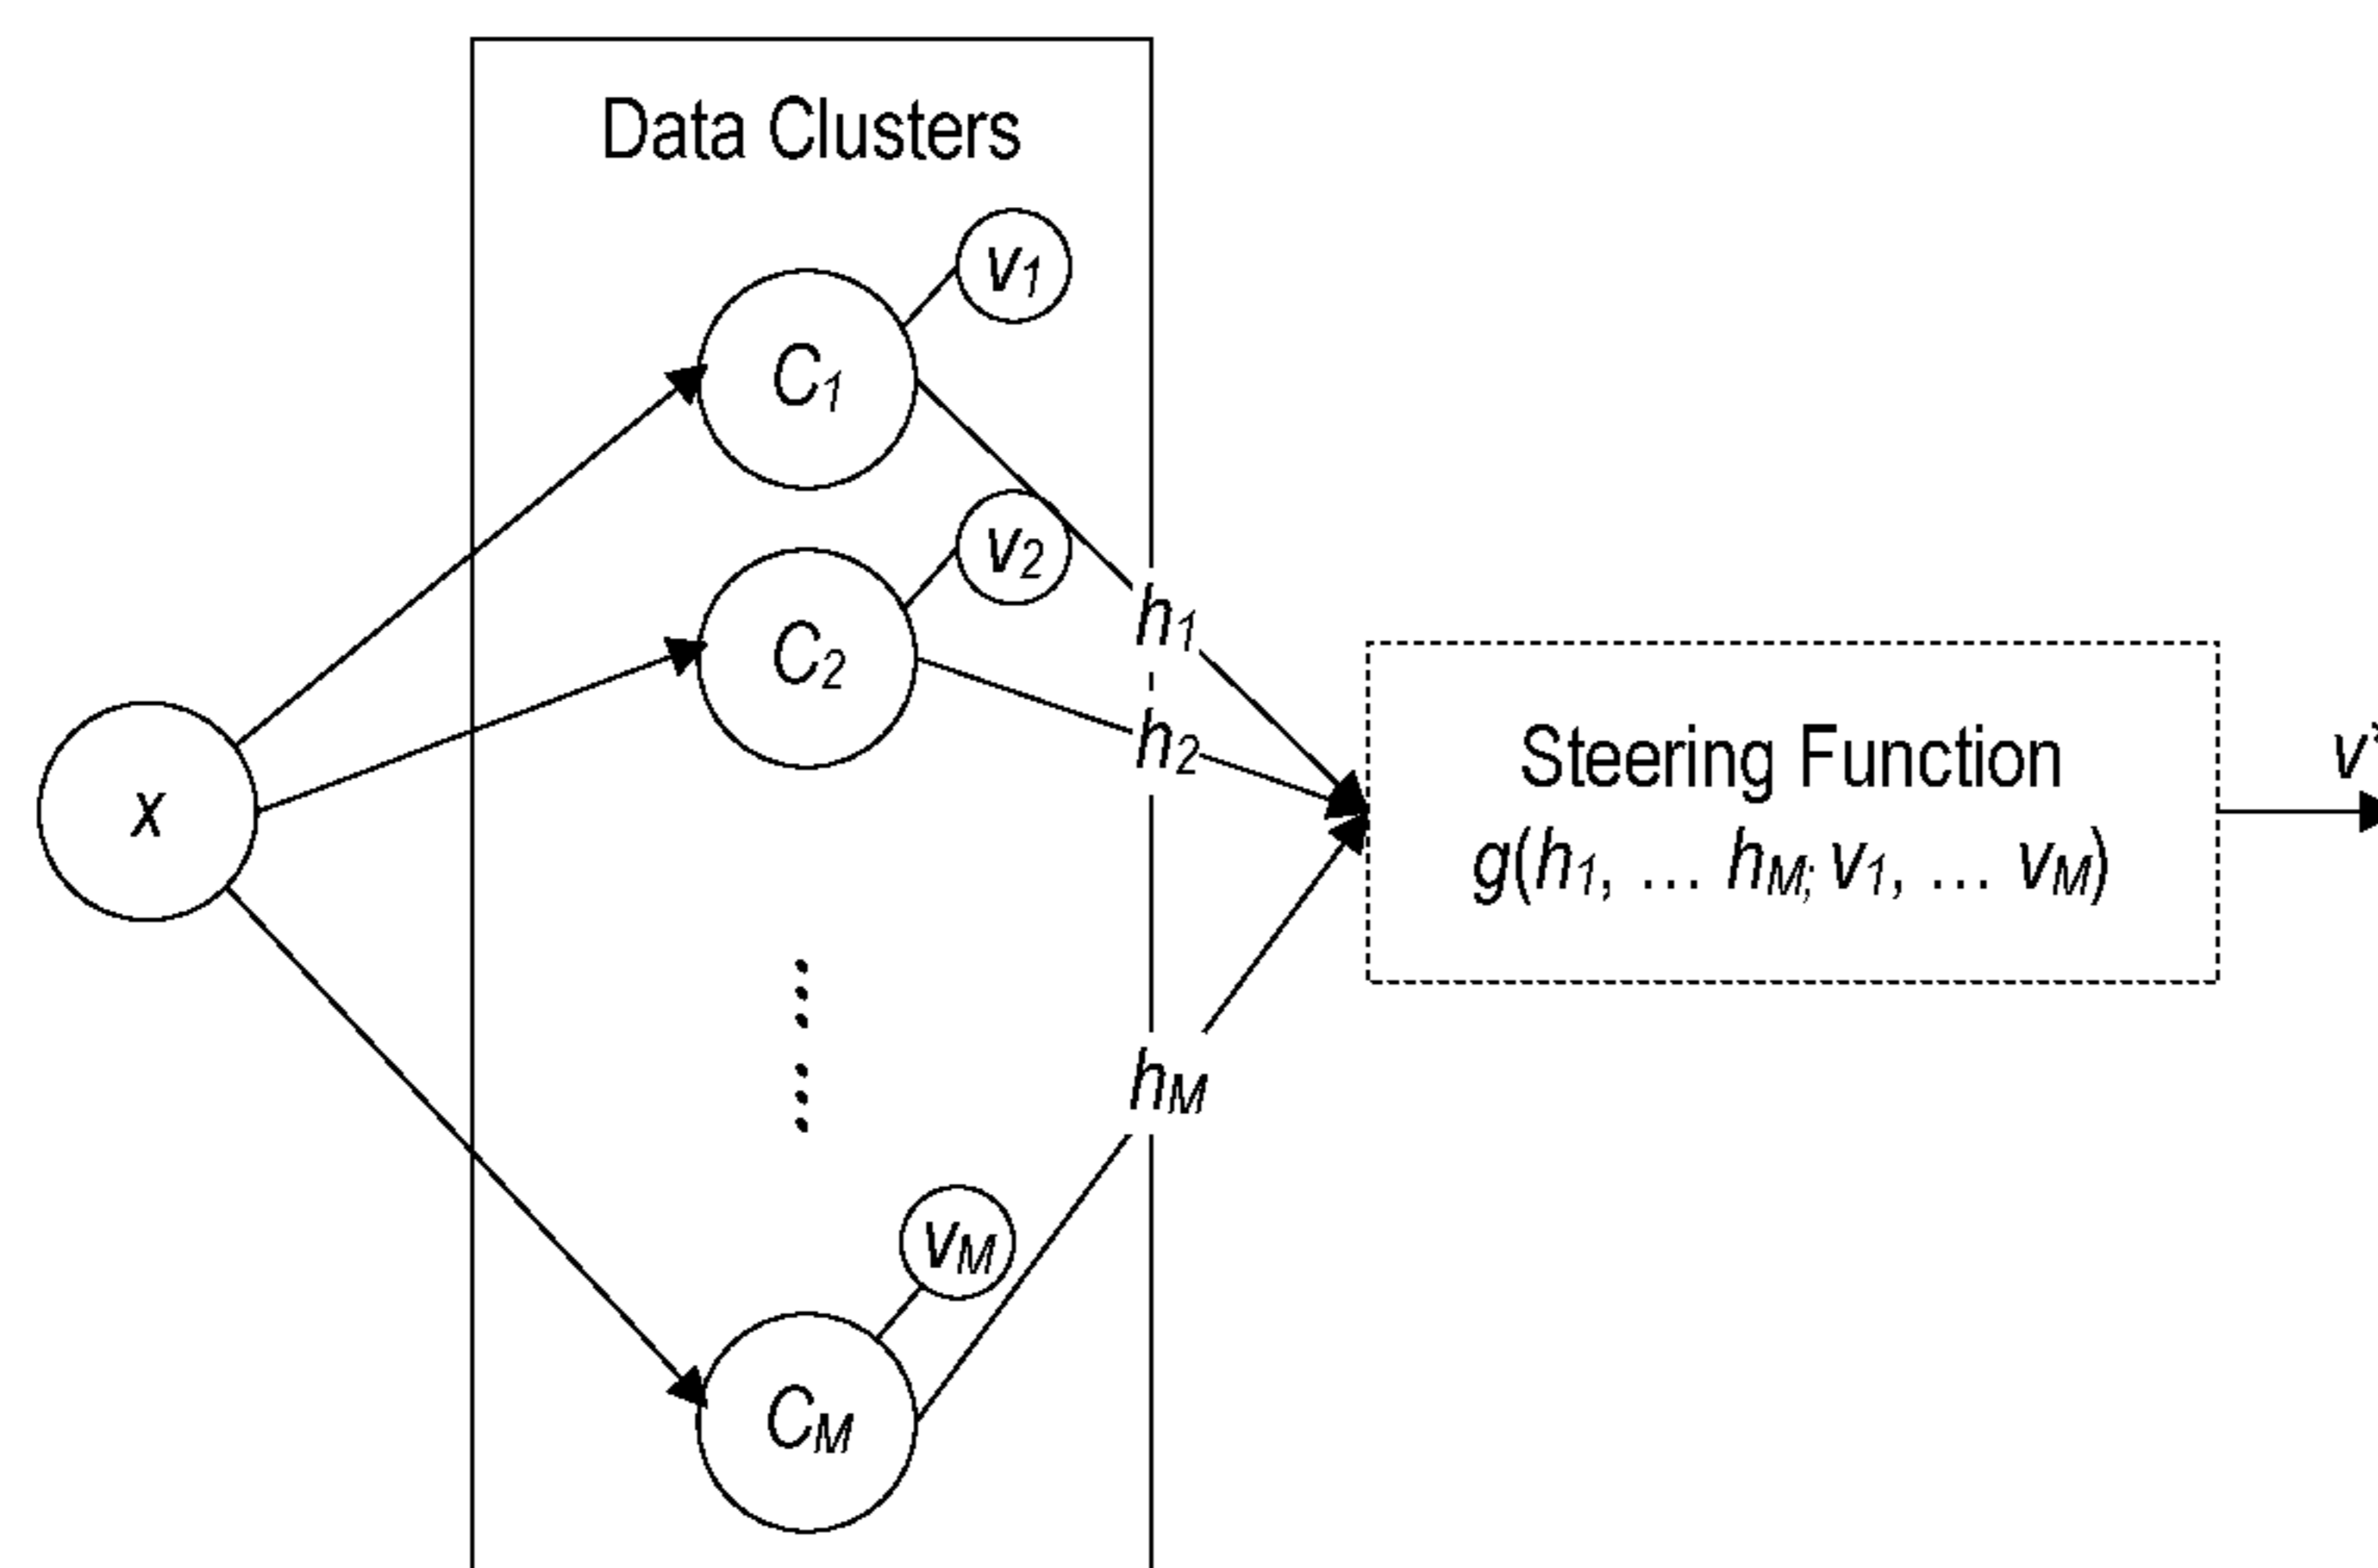 Data Clusters
v1
C1
v2
C2
h1
h2
x
Steering Function
g(h1, ... hM; v1, ... vM)
v*
hM
vM
CM